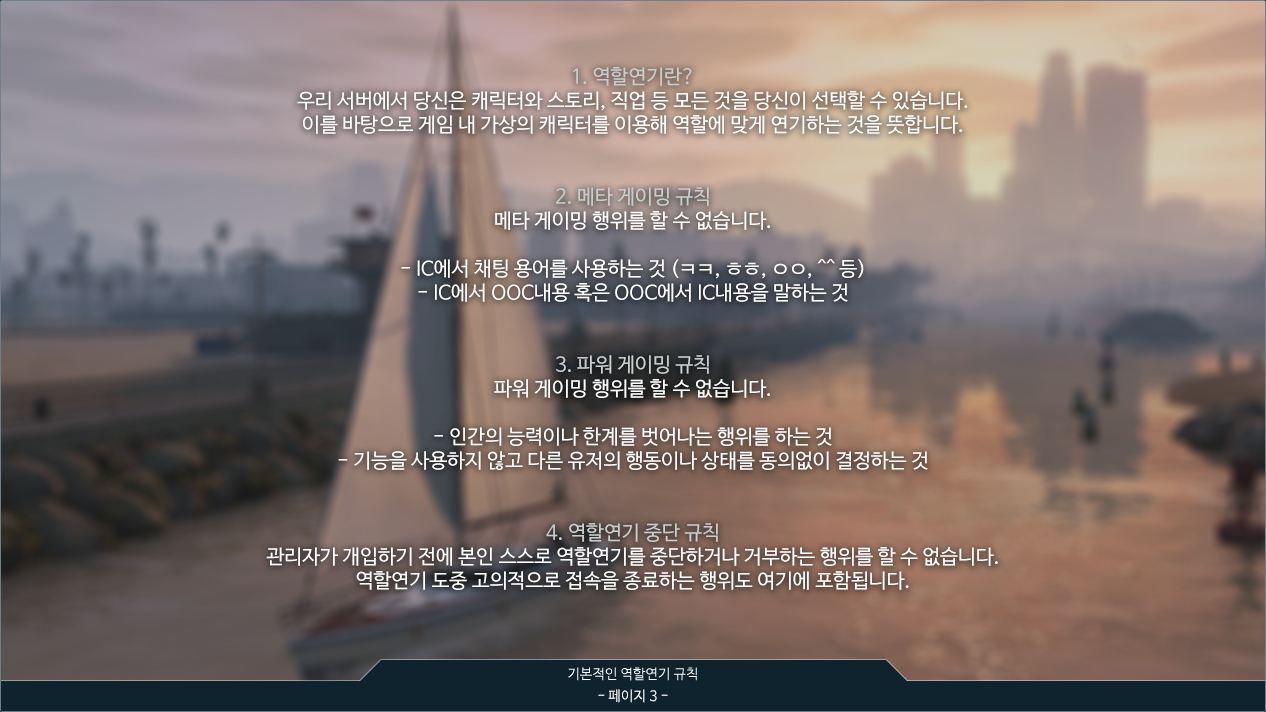 1. 역할연기란?
우리 서버에서 당신은 캐릭터와 스토리, 직업 등 모든 것을 당신이 선택할 수 있습니다.
이를 바탕으로 게임 내 가상의 캐릭터를 이용해 역할에 맞게 연기하는 것을 뜻합니다.
2. 메타 게이밍 규칙
메타 게이밍 행위를 할 수 없습니다.
- IC에서 채팅 용어를 사용하는 것 (ㅋㅋ, ㅎㅎ, ㅇㅇ, ^^ 등)
- IC에서 OOC내용 혹은 OOC에서 IC내용을 말하는 것
3. 파워 게이밍 규칙
파워 게이밍 행위를 할 수 없습니다.
- 인간의 능력이나 한계를 벗어나는 행위를 하는 것
- 기능을 사용하지 않고 다른 유저의 행동이나 상태를 동의없이 결정하는 것
4. 역할연기 중단 규칙
관리자가 개입하기 전에 본인 스스로 역할연기를 중단하거나 거부하는 행위를 할 수 없습니다.
역할연기 도중 고의적으로 접속을 종료하는 행위도 여기에 포함됩니다.
기본적인 역할연기 규칙
- 페이지 3 -